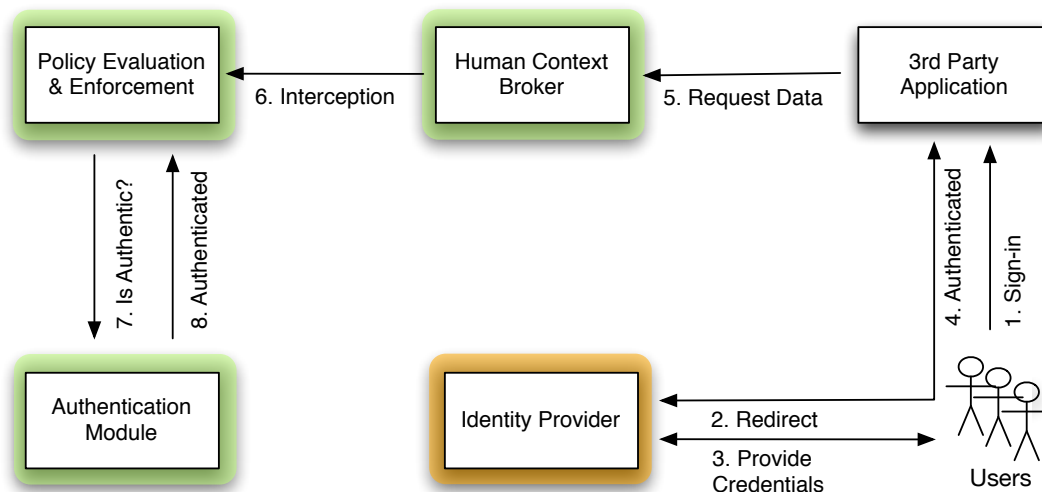 Policy Evaluation
& Enforcement
6. Interception
Human Context
Broker
5. Request Data
3rd Party
Application
7. Is Authentic?
8. Authenticated
4. Authenticated
1. Sign-in
Authentication
Module
Identity Provider
2. Redirect
3. Provide
Credentials
Users